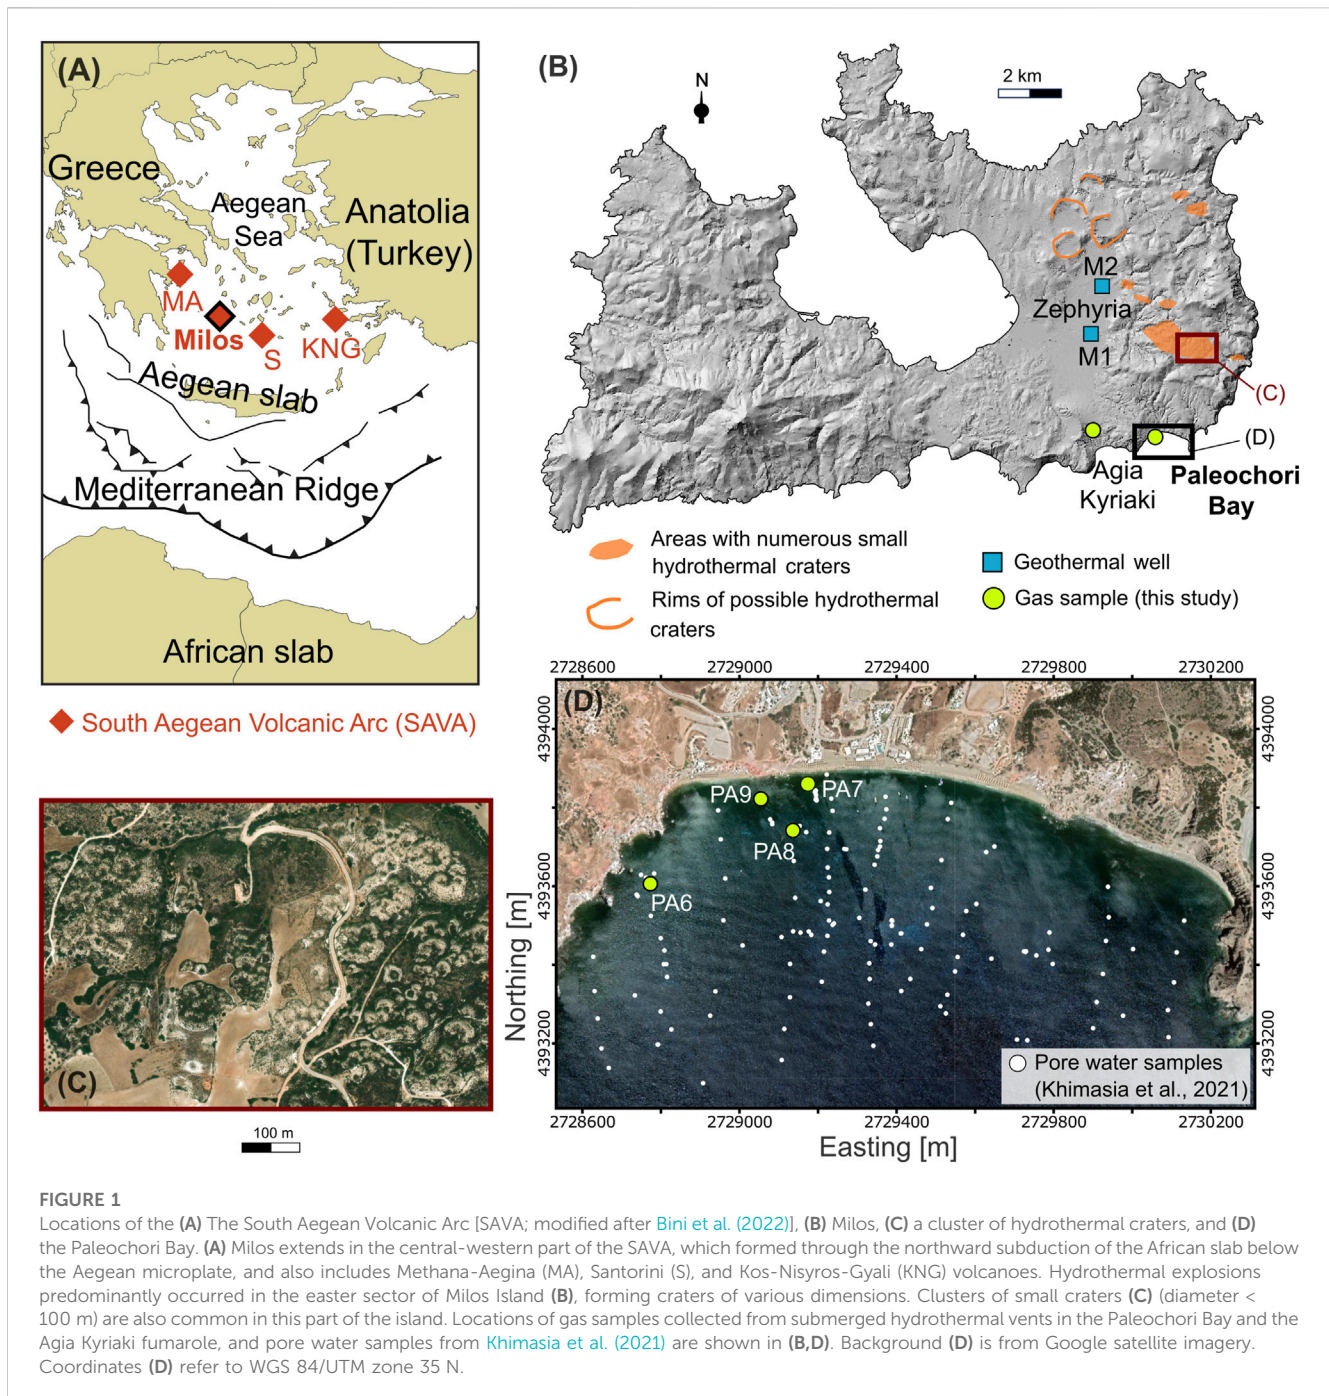 (A)
Greece
Aegean
Sea
Anatolia
(Turkey)
MA
Milos
S
KNG
Aegean slab
Mediterranean Ridge
African slab
South Aegean Volcanic Arc (SAVA)
(B)
N
2 km
M2
Zephyria
M1
(C)
(D)
Agia
Kyriaki
Paleochori
Bay
Areas with numerous small
hydrothermal craters
Rims of possible hydrothermal
craters
Geothermal well
Gas sample (this study)
(C)
100 m
2728600 2729000 2729400 2729800 2730200
(D)
4394000 4394000
PA9 PA7
PA8
PA6
4393600 4393600
Northing [m]
4393200 4393200
Pore water samples
(Khimasia et al., 2021)
2728600 2729000 2729400 2729800 2730200
Easting [m]
FIGURE 1
Locations of the (A) The South Aegean Volcanic Arc [SAVA; modified after Bini et al. (2022)], (B) Milos, (C) a cluster of hydrothermal craters, and (D)
the Paleochori Bay. (A) Milos extends in the central-western part of the SAVA, which formed through the northward subduction of the African slab below
the Aegean microplate, and also includes Methana-Aegina (MA), Santorini (S), and Kos-Nisyros-Gyali (KNG) volcanoes. Hydrothermal explosions
predominantly occurred in the easter sector of Milos Island (B), forming craters of various dimensions. Clusters of small craters (C) (diameter <
100 m) are also common in this part of the island. Locations of gas samples collected from submerged hydrothermal vents in the Paleochori Bay and the
Agia Kyriaki fumarole, and pore water samples from Khimasia et al. (2021) are shown in (B,D). Background (D) is from Google satellite imagery.
Coordinates (D) refer to WGS 84/UTM zone 35 N.